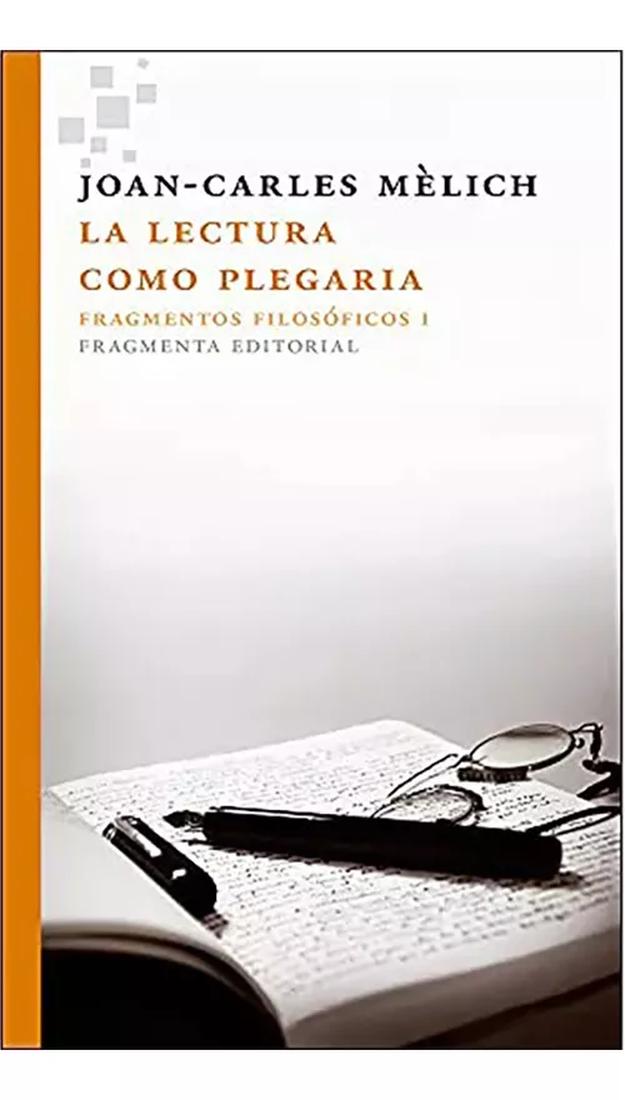 JOAN-CARLES MÈLICH
LA LECTURA
COMO PLEGARIA
FRAGMENTOS FILOSÓFICOS I
FRAGMENTA EDITORIAL